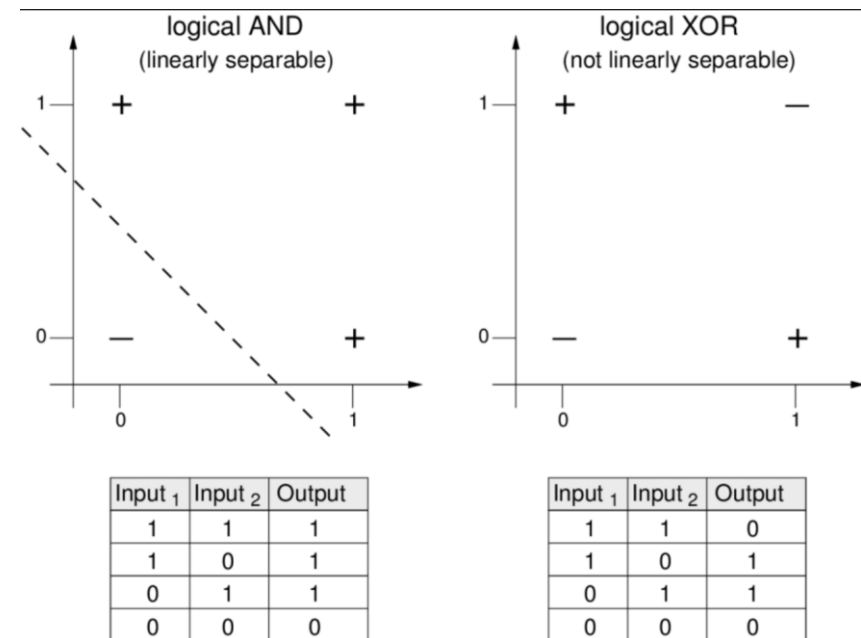 logical AND
(linearly separable)
1
+ +
0
— +
0 1
Input 1 Input 2 Output
1 1 1
1 0 1
0 1 1
0 0 0
logical XOR
(not linearly separable)
1
+ —
0
— +
0 1
Input 1 Input 2 Output
1 1 0
1 0 1
0 1 1
0 0 0